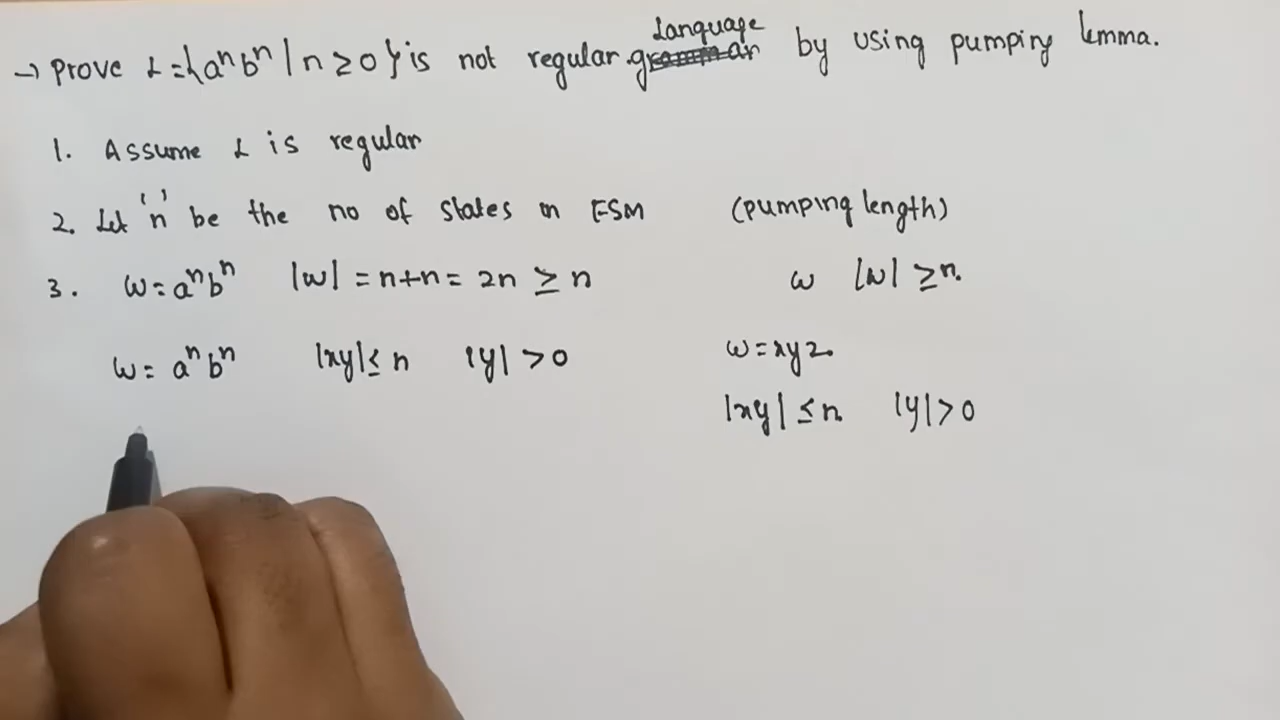 → prove L = {aⁿbⁿ | n ≥ 0} is not regular Language by using pumping lemma.
1. Assume L is regular
2. Let 'n' be the no of states in FSM (pumping length)
3. w = aⁿbⁿ |w| = n+n = 2n ≥ n w |w| ≥ n.
w = aⁿbⁿ |xy| ≤ n |y| > 0 w = xyz.
|xy| ≤ n. |y| > 0